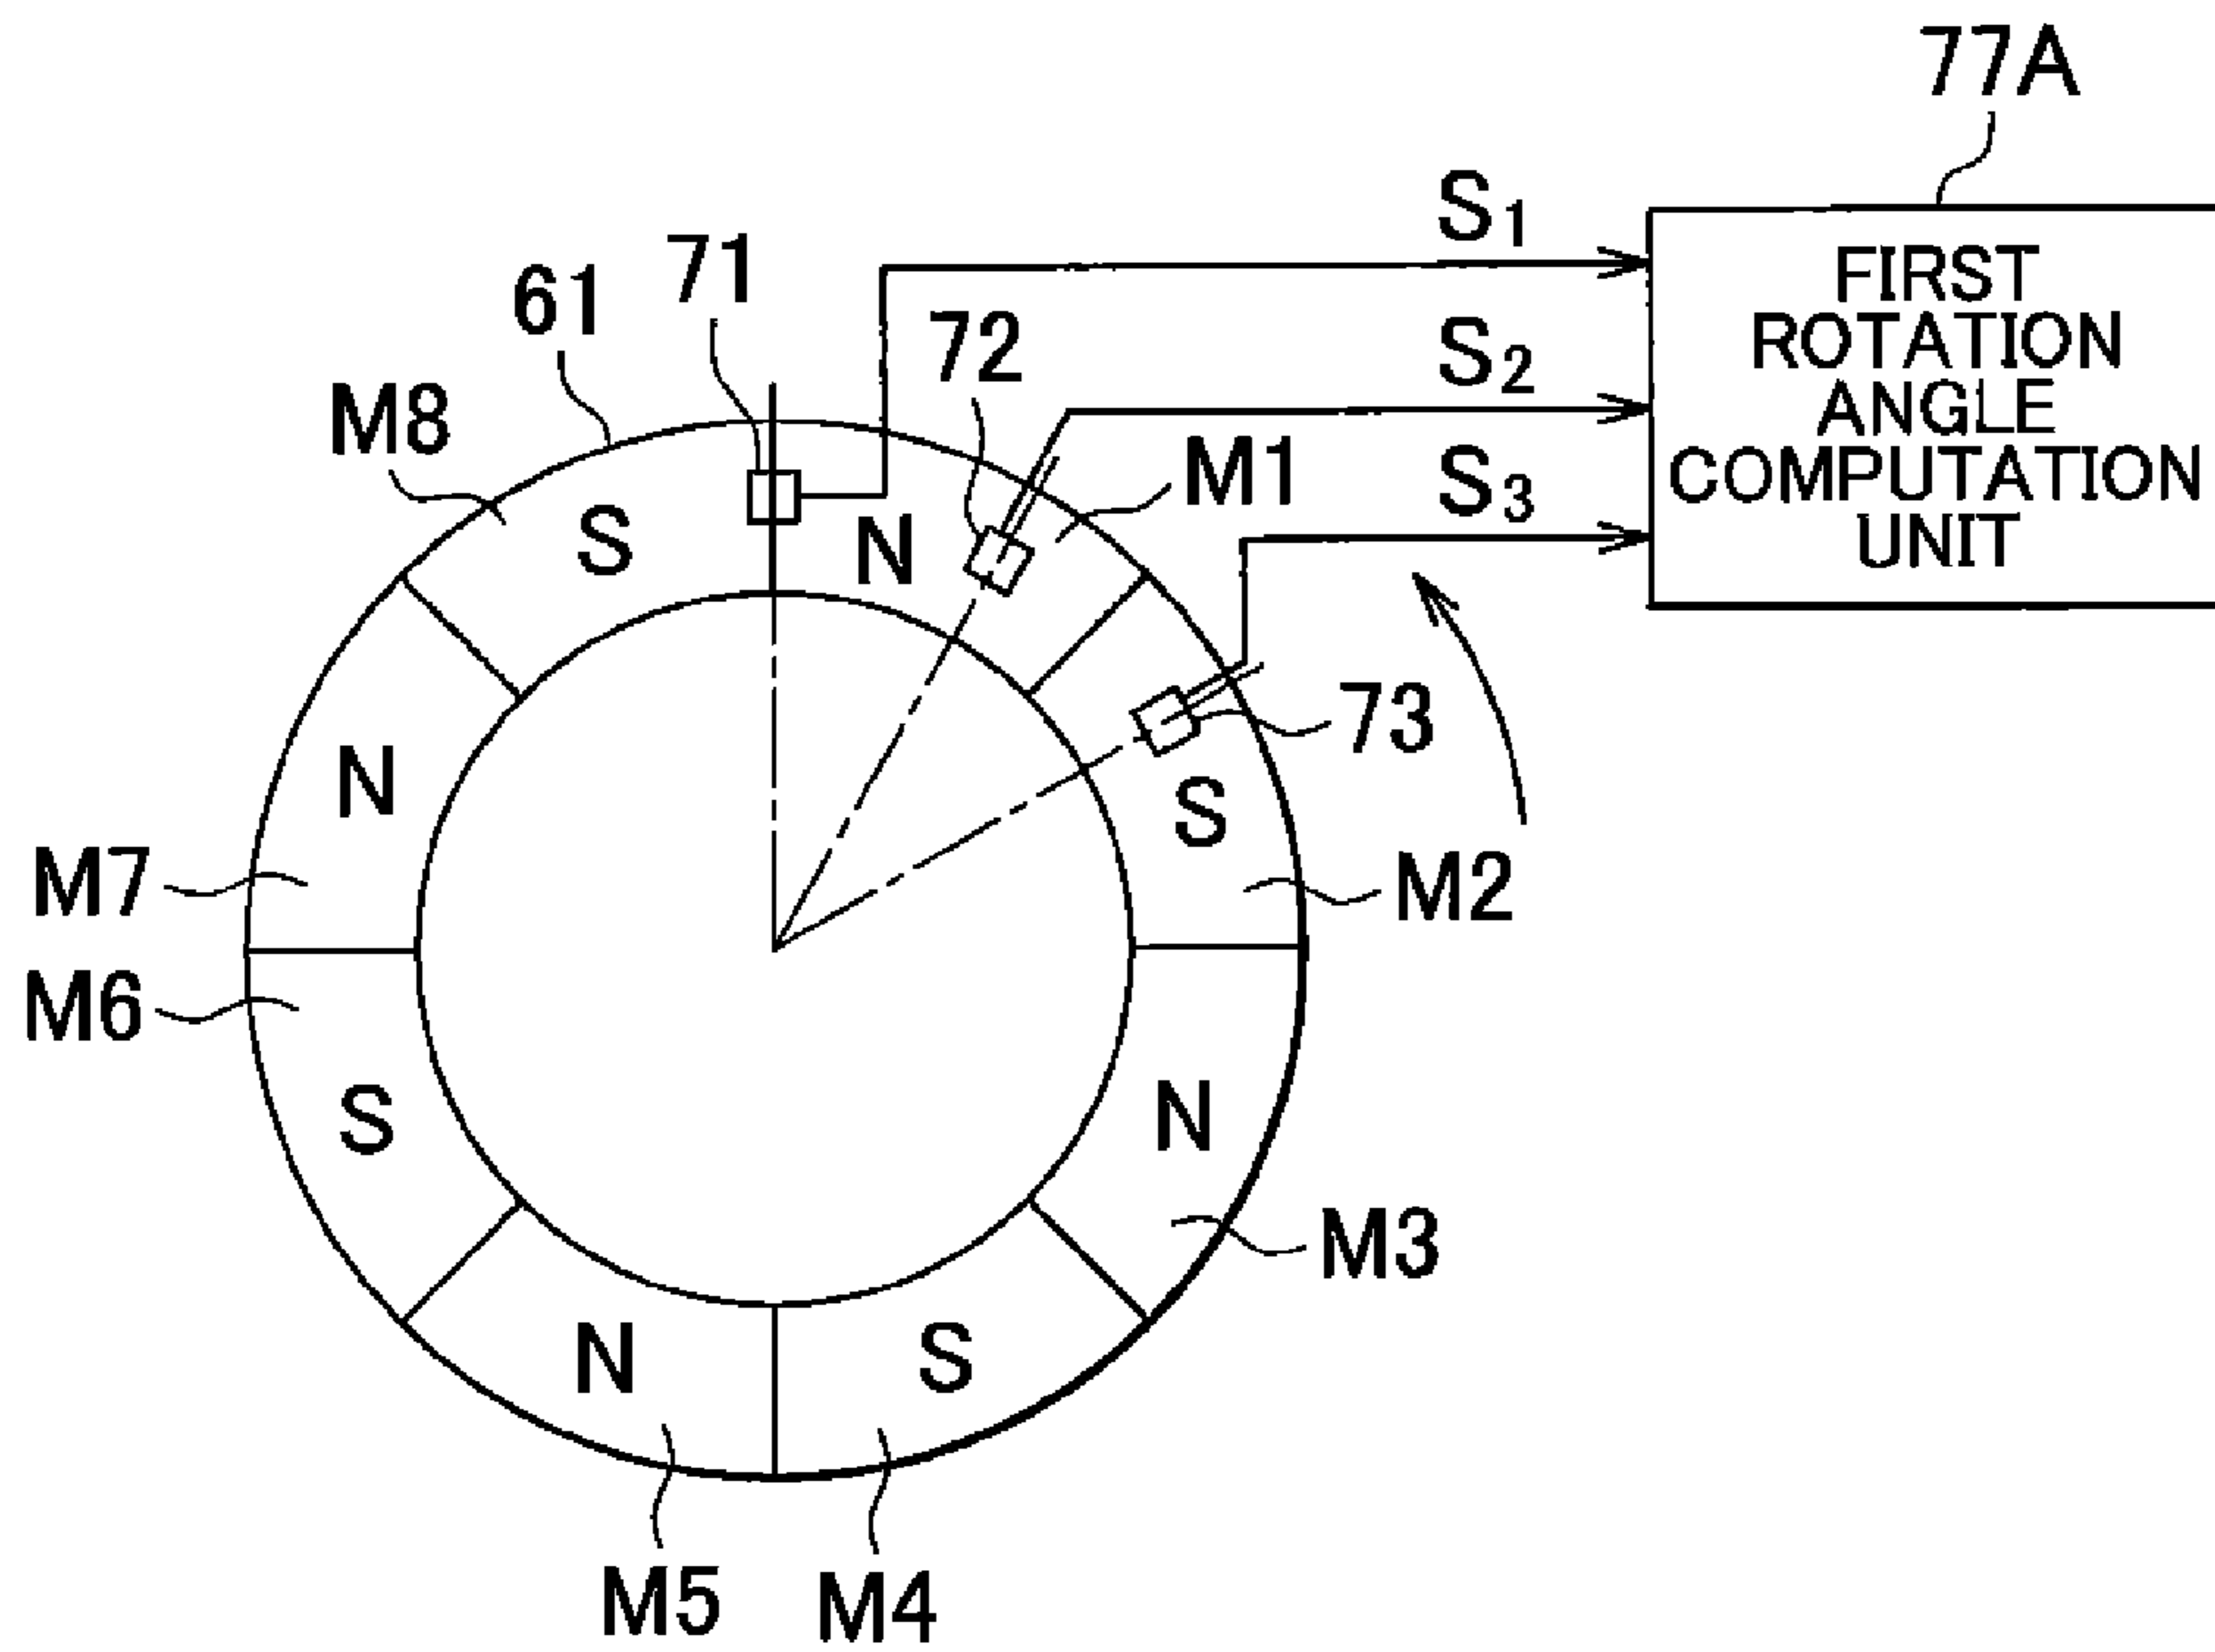 77A
S1
71
61
FIRST
ROTATION
ANGLE
COMPUTATION
UNIT
72
S2
M8
M1
S3
S
N
73
N
S
M7
M2
M6
S
N
M3
N
S
M5
M4